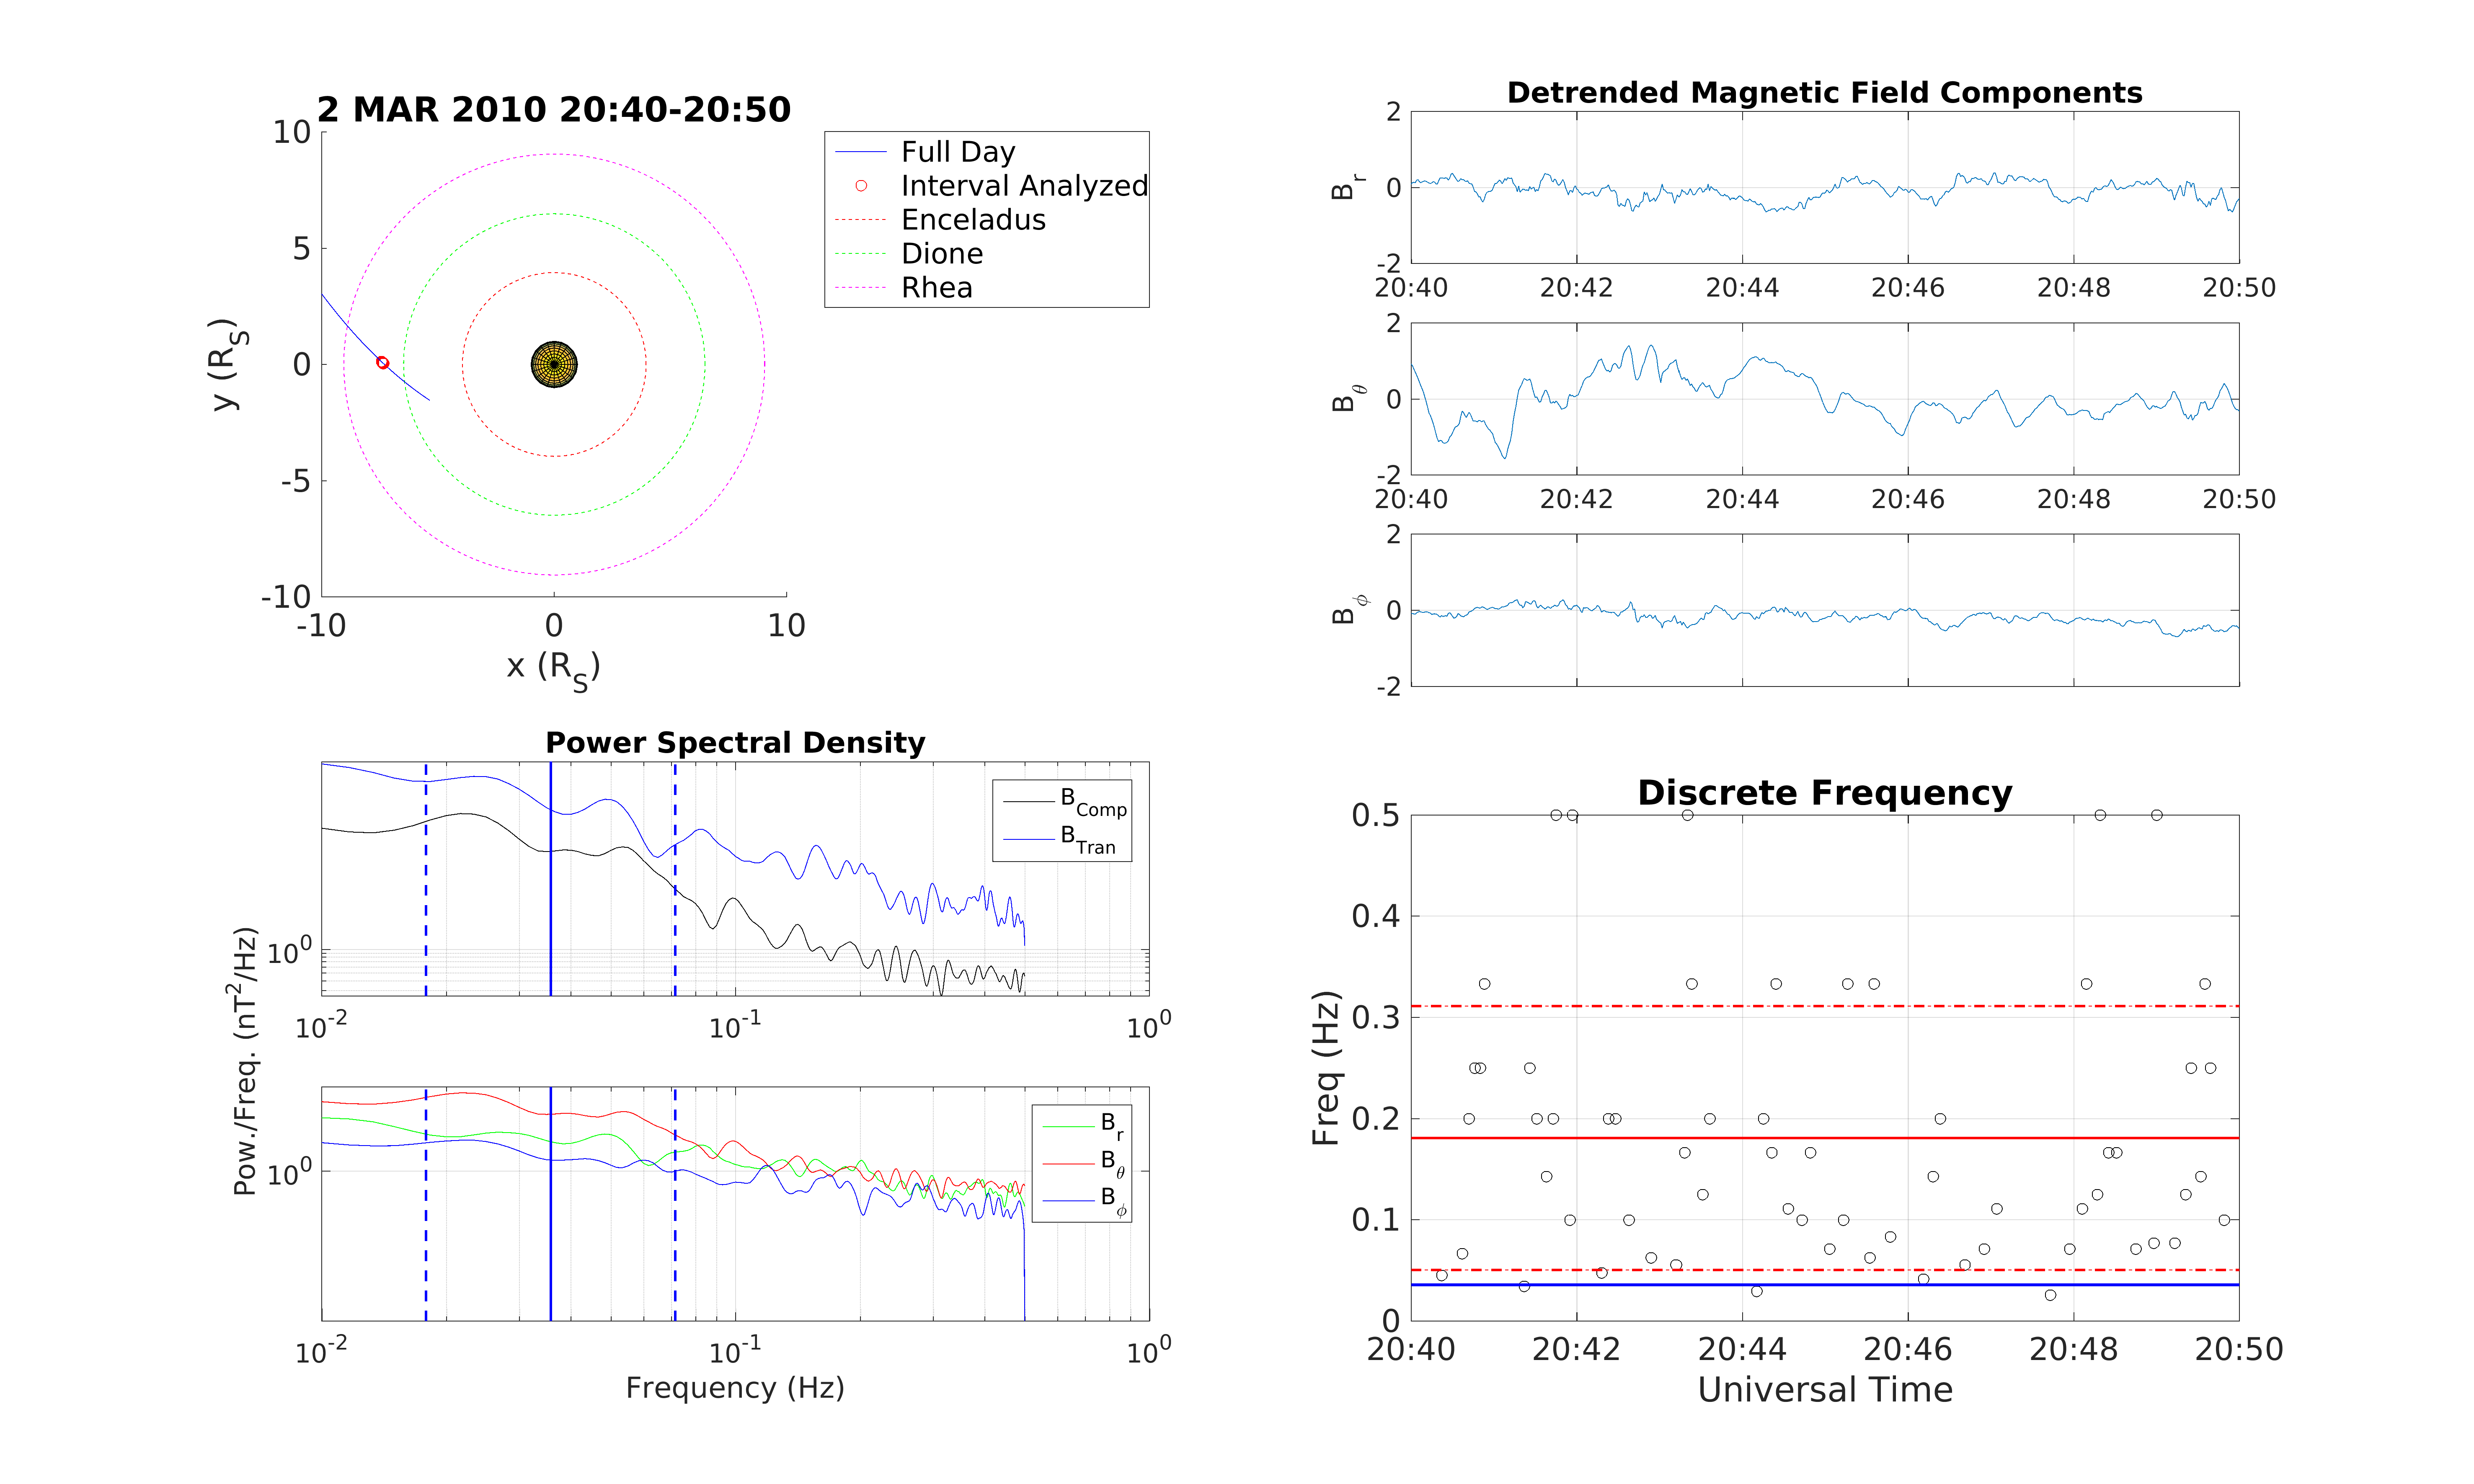 2 MAR 2010 20:40-20:50
10
5
0
-5
-10
-10 0 10
y (R_S)
x (R_S)
Full Day
Interval Analyzed
Enceladus
Dione
Rhea
Detrended Magnetic Field Components
2
0
-2
B_r
20:40 20:42 20:44 20:46 20:48 20:50
2
0
-2
B_θ
20:40 20:42 20:44 20:46 20:48 20:50
2
0
-2
B_ϕ
Power Spectral Density
B_Comp
B_Tran
10^0
10^-2 10^-1 10^0
Pow./Freq. (nT^2/Hz)
B_r
B_θ
B_ϕ
10^0
10^-2 10^-1 10^0
Frequency (Hz)
Discrete Frequency
0.5
0.4
0.3
0.2
0.1
0
Freq (Hz)
20:40 20:42 20:44 20:46 20:48 20:50
Universal Time